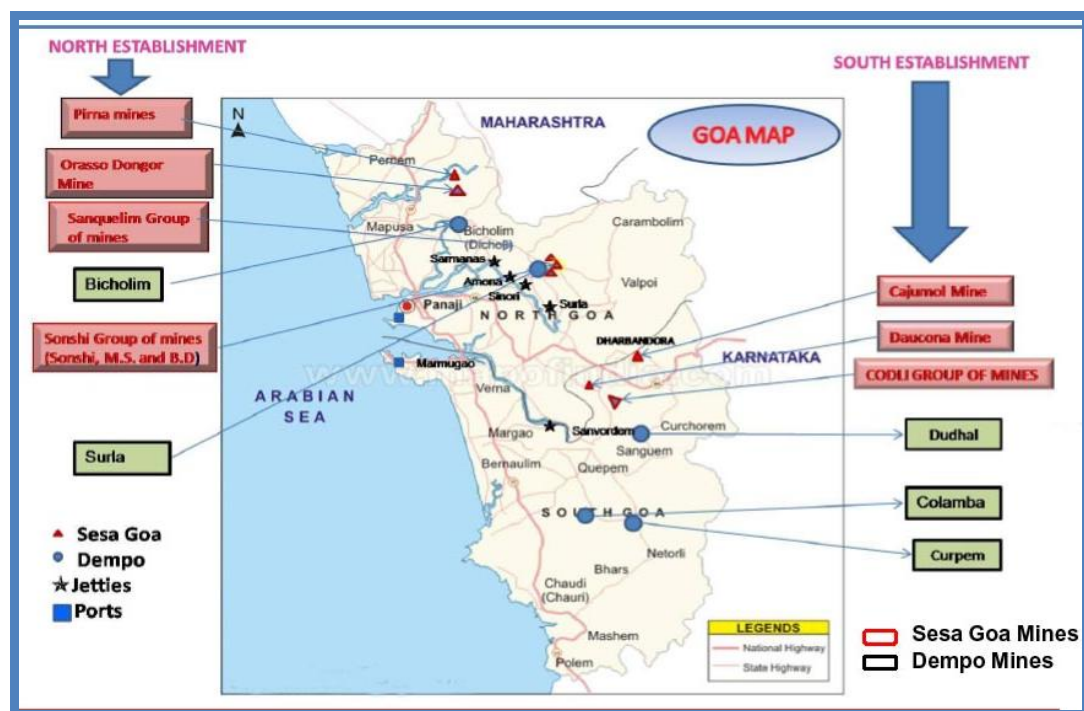 NORTH ESTABLISHMENT
SOUTH ESTABLISHMENT
Pirna mines
Orasso Dongor
Mine
Sanquelim Group
of mines
Bicholim
Sonshi Group of mines
(Sonshi, M.S. and B.D)
Surla
Sesa Goa
Dempo
Jetties
Ports
N
MAHARASHTRA
GOA MAP
Pernem
Mapusa
Bicholim
(Dicholi)
Carambolim
Sarmanas
Amona
Sinori
Valpoi
Surla
Panaji
NORTH GOA
DHARBANDORA
KARNATAKA
Marmugao
ARABIAN
SEA
Verna
Margao
Sanvordem
Curchorem
Sanguem
Bernaulim
Quepem
SOUTH GOA
Netorli
Bhars
Chaudi
(Chauri)
Mashem
Polem
LEGENDS
National Highway
State Highway
Cajumol Mine
Daucona Mine
CODLI GROUP OF MINES
Dudhal
Colamba
Curpem
Sesa Goa Mines
Dempo Mines